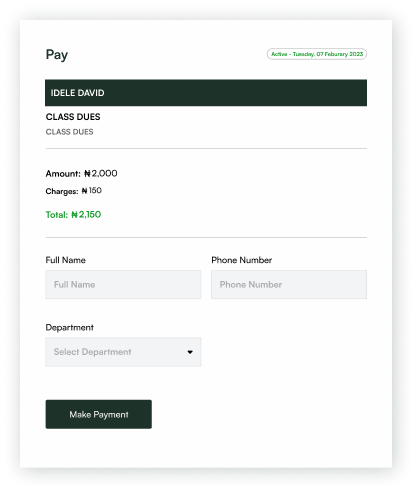 Pay
Active - Tuesday, 07 Feburary 2023
IDELE DAVID
CLASS DUES
CLASS DUES
Amount: ₦2,000
Charges: ₦150
Total: ₦2,150
Full Name Phone Number
Full Name Phone Number
Department
Select Department
Make Payment